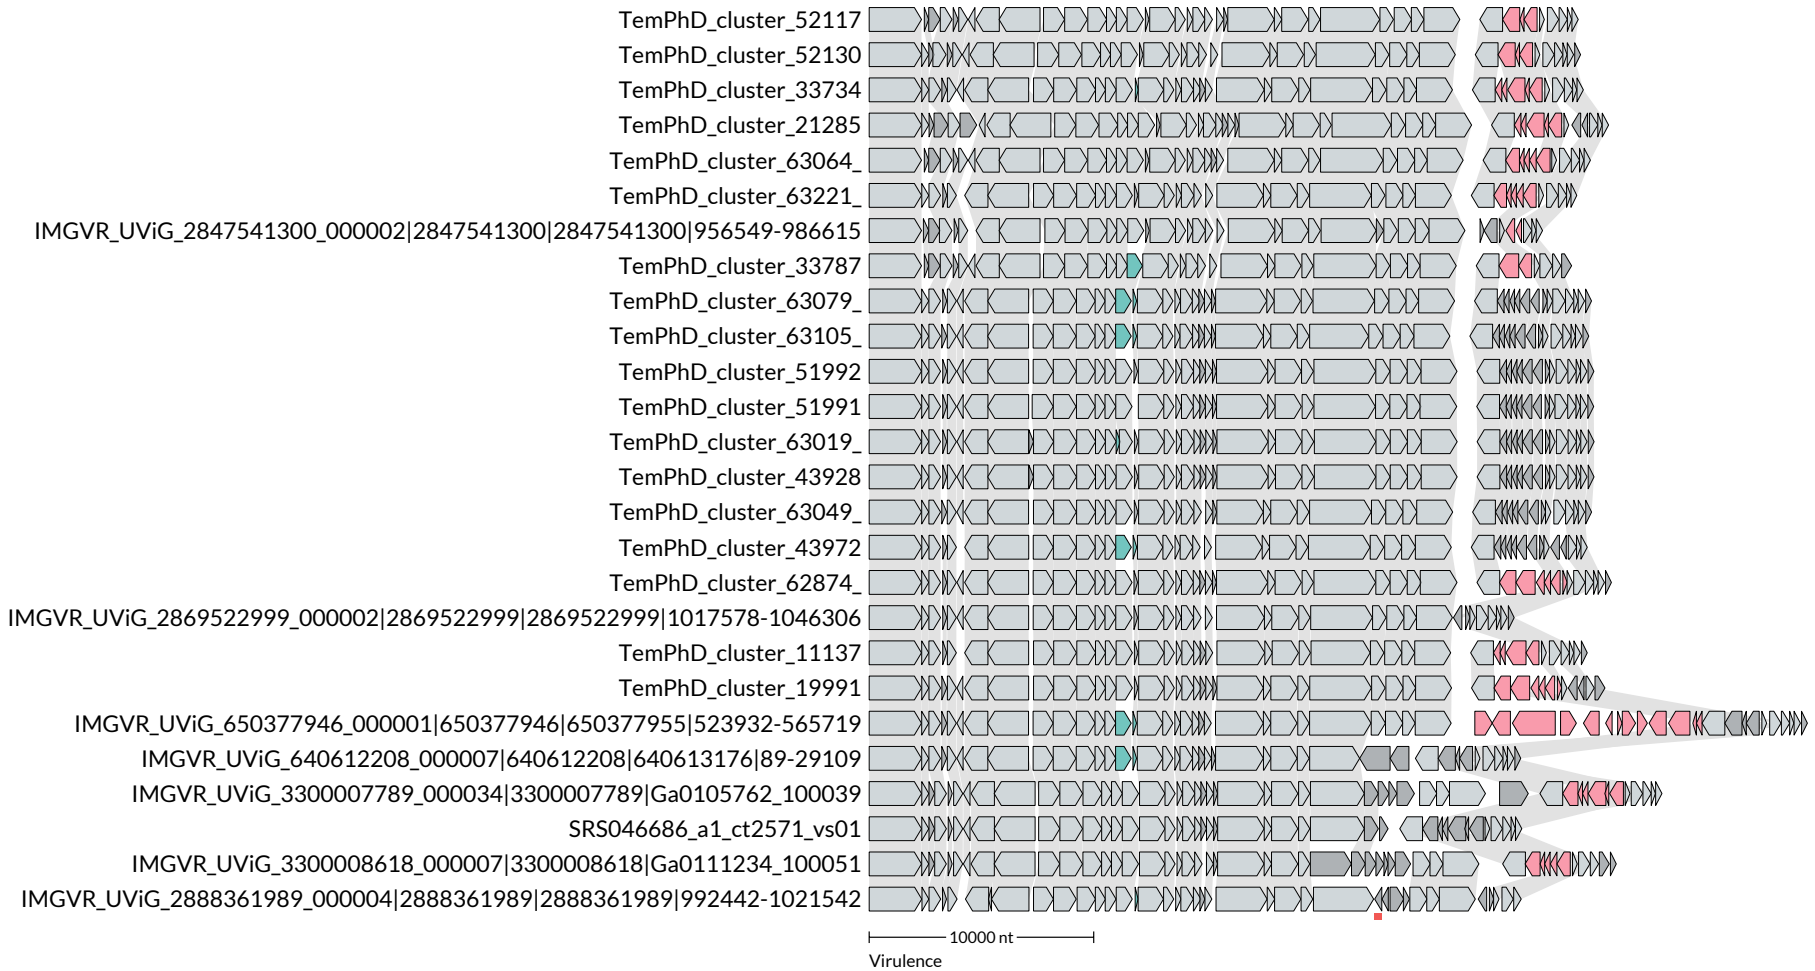 TemPhD_cluster_52117
TemPhD_cluster_52130
TemPhD_cluster_33734
TemPhD_cluster_21285
TemPhD_cluster_63064_
TemPhD_cluster_63221_
IMGVR_UViG_2847541300_000002|2847541300|2847541300|956549-986615
TemPhD_cluster_33787
TemPhD_cluster_63079_
TemPhD_cluster_63105_
TemPhD_cluster_51992
TemPhD_cluster_51991
TemPhD_cluster_63019_
TemPhD_cluster_43928
TemPhD_cluster_63049_
TemPhD_cluster_43972
TemPhD_cluster_62874_
IMGVR_UViG_2869522999_000002|2869522999|2869522999|1017578-1046306
TemPhD_cluster_11137
TemPhD_cluster_19991
IMGVR_UViG_650377946_000001|650377946|650377955|523932-565719
IMGVR_UViG_640612208_000007|640612208|640613176|89-29109
IMGVR_UViG_3300007789_000034|3300007789|Ga0105762_100039
SRS046686_a1_ct2571_vs01
IMGVR_UViG_3300008618_000007|3300008618|Ga0111234_100051
IMGVR_UViG_2888361989_000004|2888361989|2888361989|992442-1021542
10000 nt
Virulence